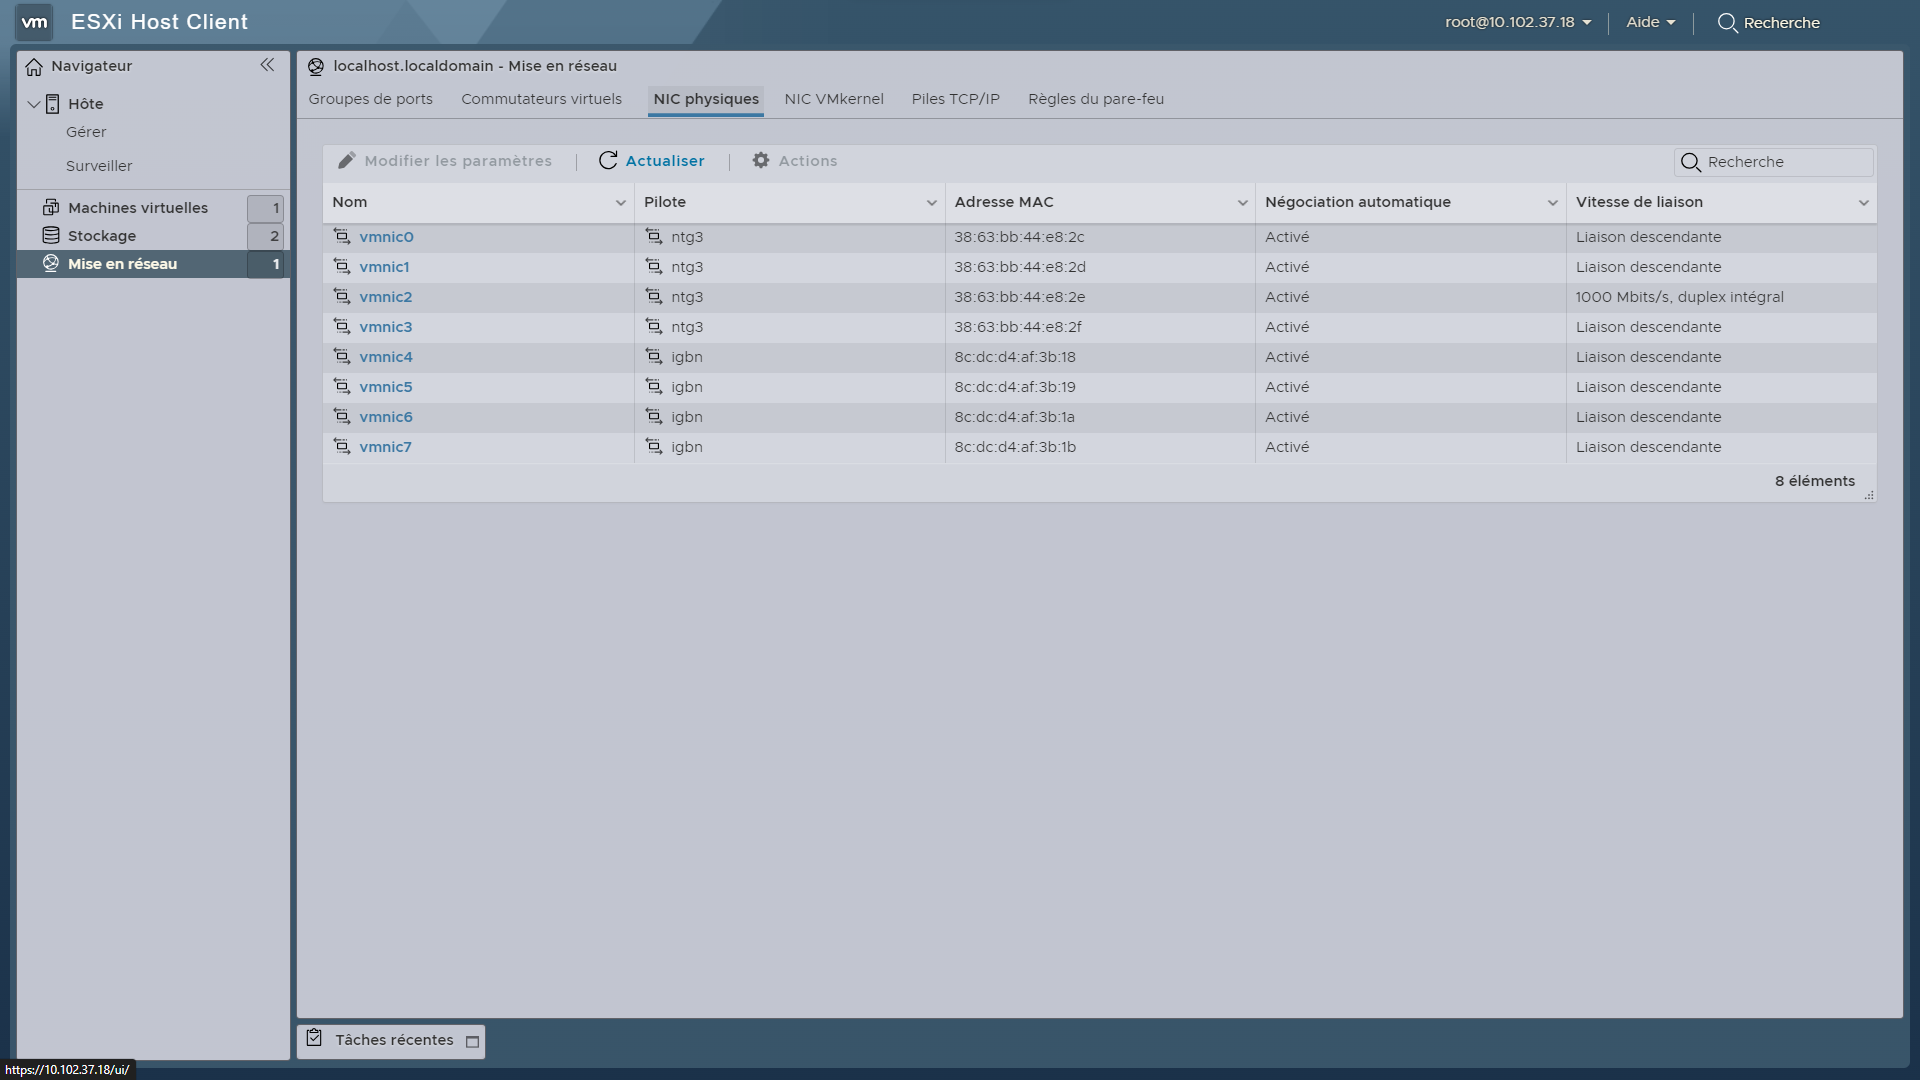 vm ESXi Host Client
root@10.102.37.18 Aide Recherche
Navigateur
Hôte
Gérer
Surveiller
Machines virtuelles 1
Stockage 2
Mise en réseau 1
localhost.localdomain - Mise en réseau
Groupes de ports Commutateurs virtuels NIC physiques NIC VMkernel Piles TCP/IP Règles du pare-feu
Modifier les paramètres Actualiser Actions Recherche
Nom Pilote Adresse MAC Négociation automatique Vitesse de liaison
vmnic0 ntg3 38:63:bb:44:e8:2c Activé Liaison descendante
vmnic1 ntg3 38:63:bb:44:e8:2d Activé Liaison descendante
vmnic2 ntg3 38:63:bb:44:e8:2e Activé 1000 Mbits/s, duplex intégral
vmnic3 ntg3 38:63:bb:44:e8:2f Activé Liaison descendante
vmnic4 igbn 8c:dc:d4:af:3b:18 Activé Liaison descendante
vmnic5 igbn 8c:dc:d4:af:3b:19 Activé Liaison descendante
vmnic6 igbn 8c:dc:d4:af:3b:1a Activé Liaison descendante
vmnic7 igbn 8c:dc:d4:af:3b:1b Activé Liaison descendante
8 éléments
Tâches récentes
https://10.102.37.18/ui/